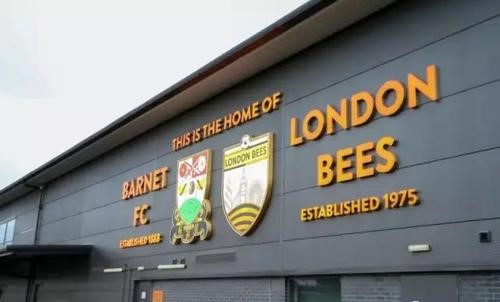 THIS IS THE HOME OF
BARNET
FC
ESTABLISHED 1888
LONDON BEES
LONDON
BEES
ESTABLISHED 1975